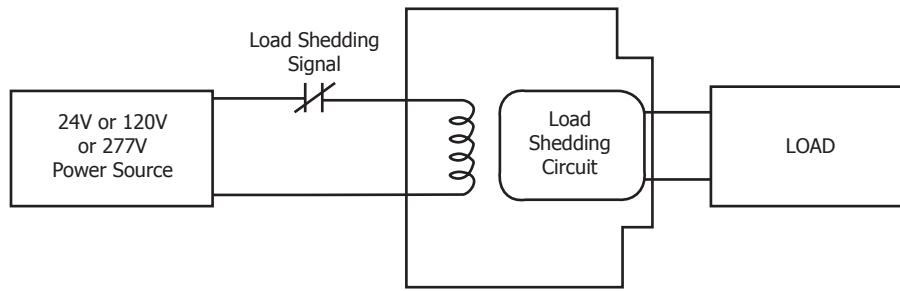 Load Shedding
Signal
24V or 120V
or 277V
Power Source
Load
Shedding
Circuit
LOAD